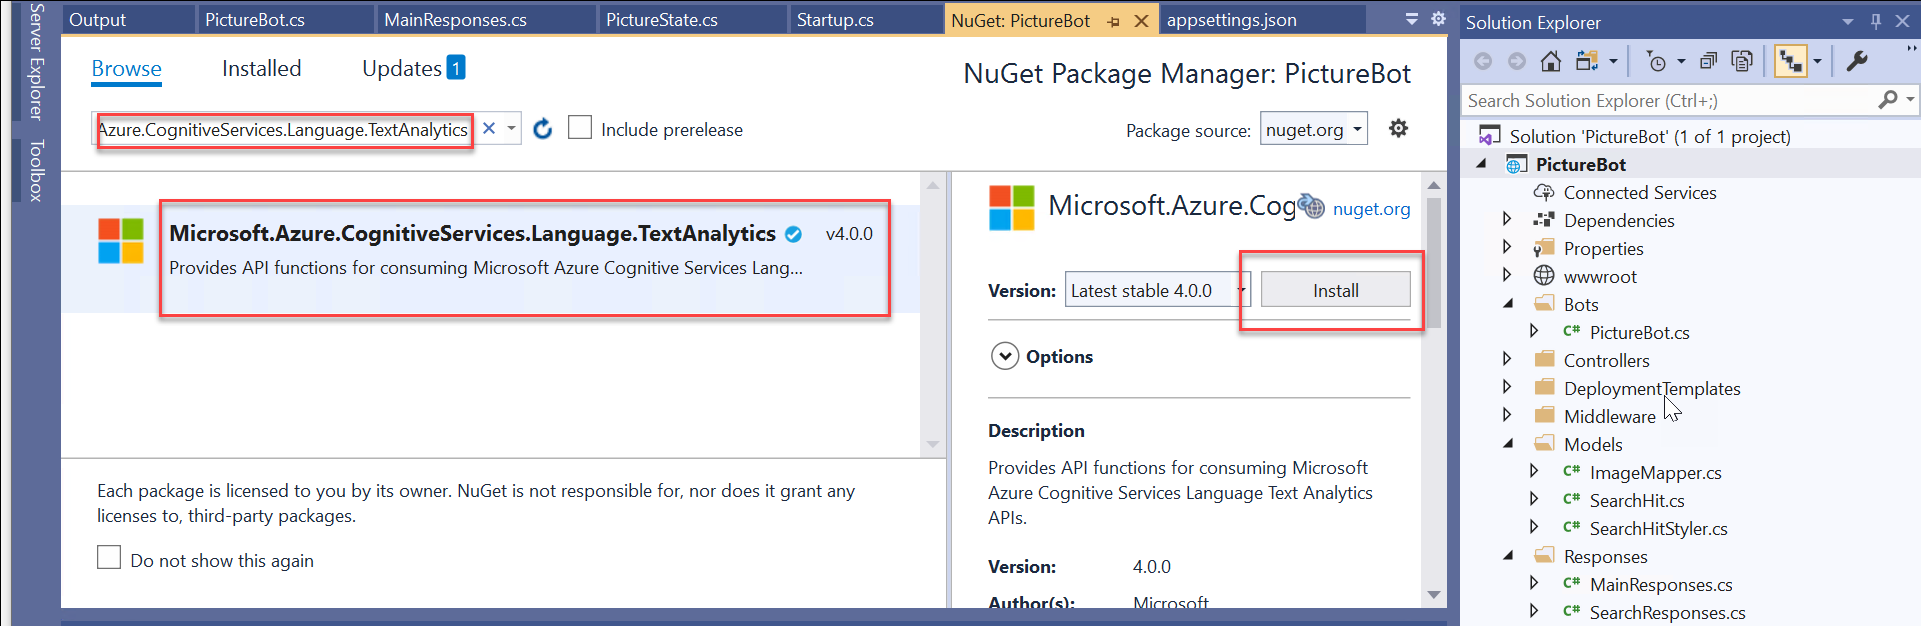 Server Explorer
Toolbox
Output
PictureBot.cs
MainResponses.cs
PictureState.cs
Startup.cs
NuGet: PictureBot
appsettings.json
Browse
Installed
Updates 1
NuGet Package Manager: PictureBot
Azure.CognitiveServices.Language.TextAnalytics
Include prerelease
Package source: nuget.org
Microsoft.Azure.CognitiveServices.Language.TextAnalytics v4.0.0
Provides API functions for consuming Microsoft Azure Cognitive Services Lang...
Each package is licensed to you by its owner. NuGet is not responsible for, nor does it grant any
licenses to, third-party packages.
Do not show this again
Microsoft.Azure.Cog
nuget.org
Version: Latest stable 4.0.0
Install
Options
Description
Provides API functions for consuming Microsoft
Azure Cognitive Services Language Text Analytics
APIs.
Version: 4.0.0
Author(s): Microsoft
Solution Explorer
Search Solution Explorer (Ctrl+;)
Solution 'PictureBot' (1 of 1 project)
PictureBot
Connected Services
Dependencies
Properties
wwwroot
Bots
C# PictureBot.cs
Controllers
DeploymentTemplates
Middleware
Models
C# ImageMapper.cs
C# SearchHit.cs
C# SearchHitStyler.cs
Responses
C# MainResponses.cs
C# SearchResponses.cs